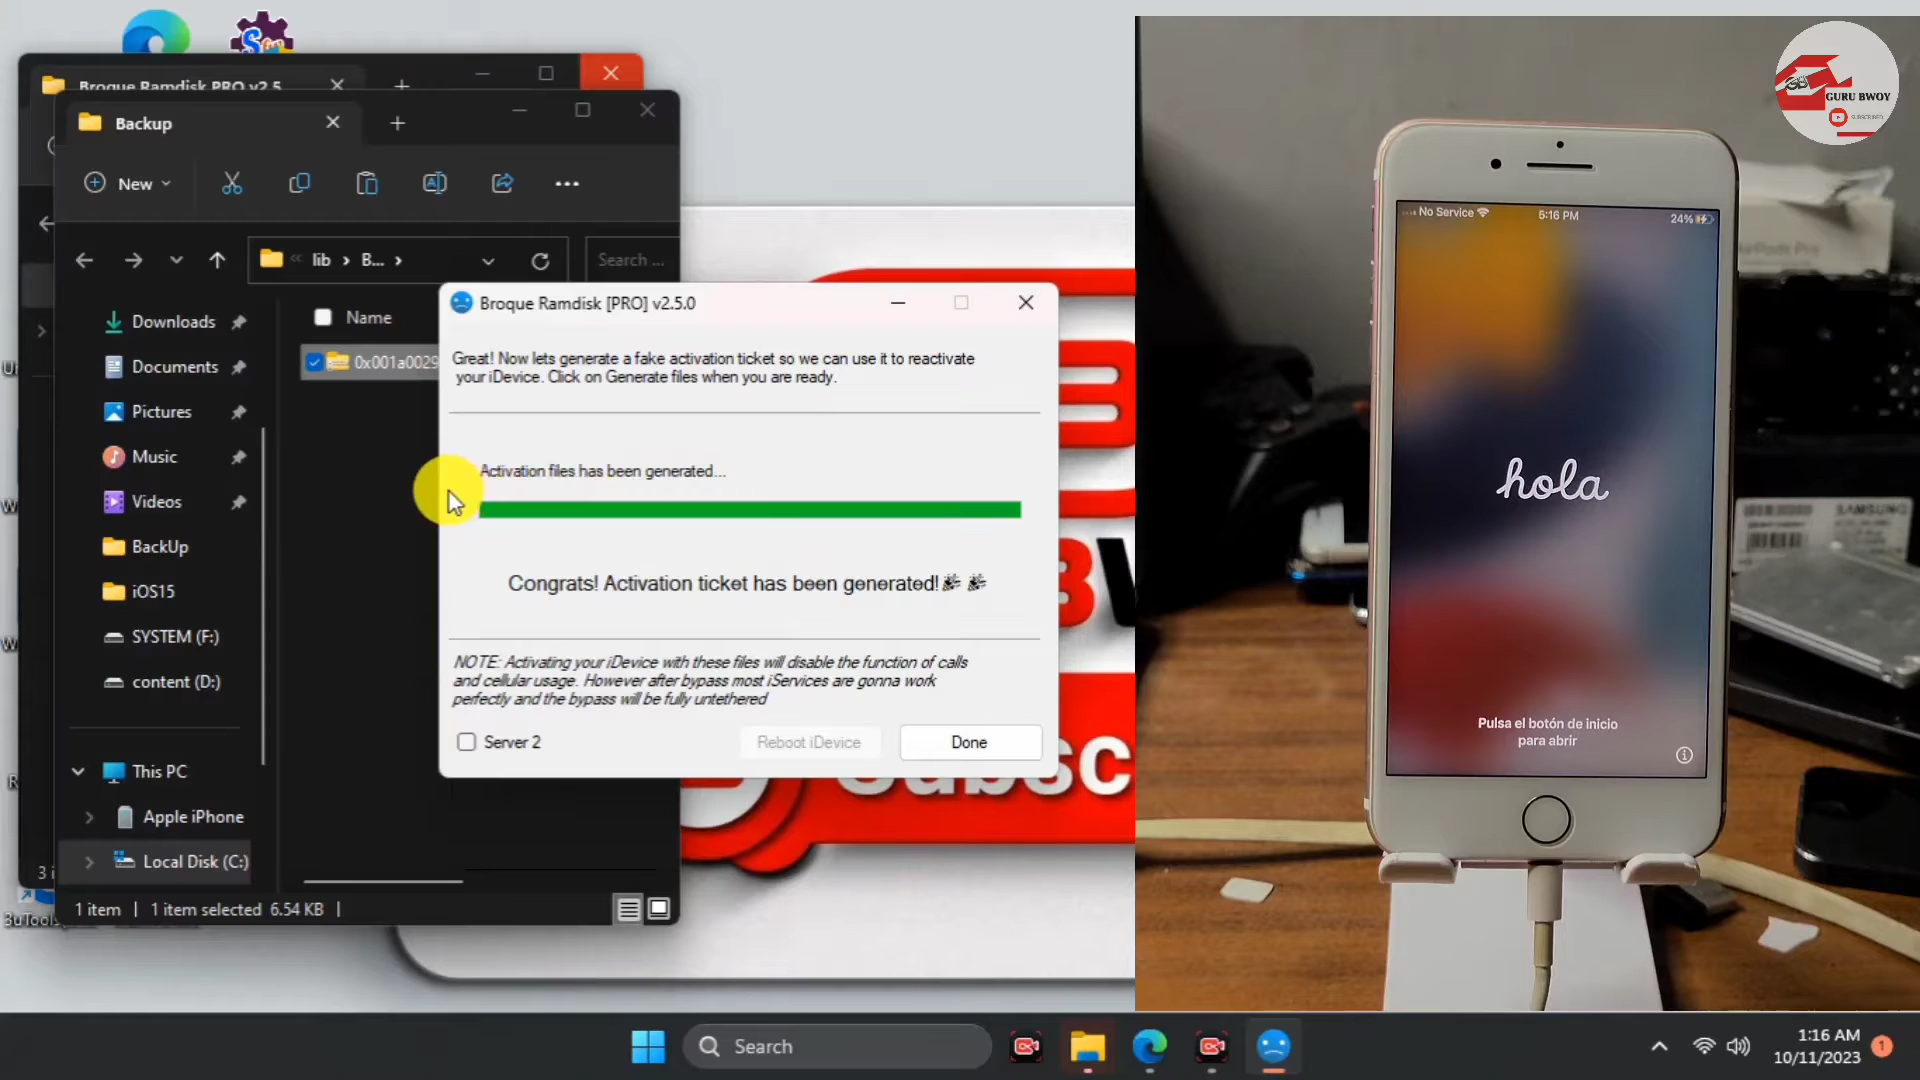 Broque Ramdisk PRO v2.5
Backup
New
lib
B...
Search ...
Name
0x001a0029
Downloads
Documents
Pictures
Music
Videos
BackUp
iOS15
SYSTEM (F:)
content (D:)
This PC
Apple iPhone
Local Disk (C:)
1 item
1 item selected 6.54 KB
3uTools
Broque Ramdisk [PRO] v2.5.0
Great! Now lets generate a fake activation ticket so we can use it to reactivate
your iDevice. Click on Generate files when you are ready.
Activation files has been generated...
Congrats! Activation ticket has been generated!
NOTE: Activating your iDevice with these files will disable the function of calls
and cellular usage. However after bypass most iServices are gonna work
perfectly and the bypass will be fully untethered
Server 2
Reboot iDevice
Done
Subsc
GURU BWOY
SUBSCRIBED
No Service
5:16 PM
24%
hola
Pulsa el botón de inicio
para abrir
SAMSUNG
Search
1:16 AM
10/11/2023
1